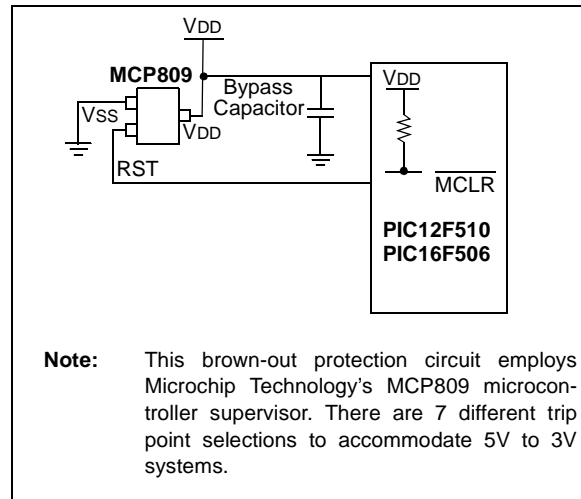 VDD
MCP809
Bypass
Capacitor
VDD
VSS
VDD
RST
MCLR
PIC12F510
PIC16F506
Note: This brown-out protection circuit employs
Microchip Technology's MCP809 microcon-
troller supervisor. There are 7 different trip
point selections to accommodate 5V to 3V
systems.